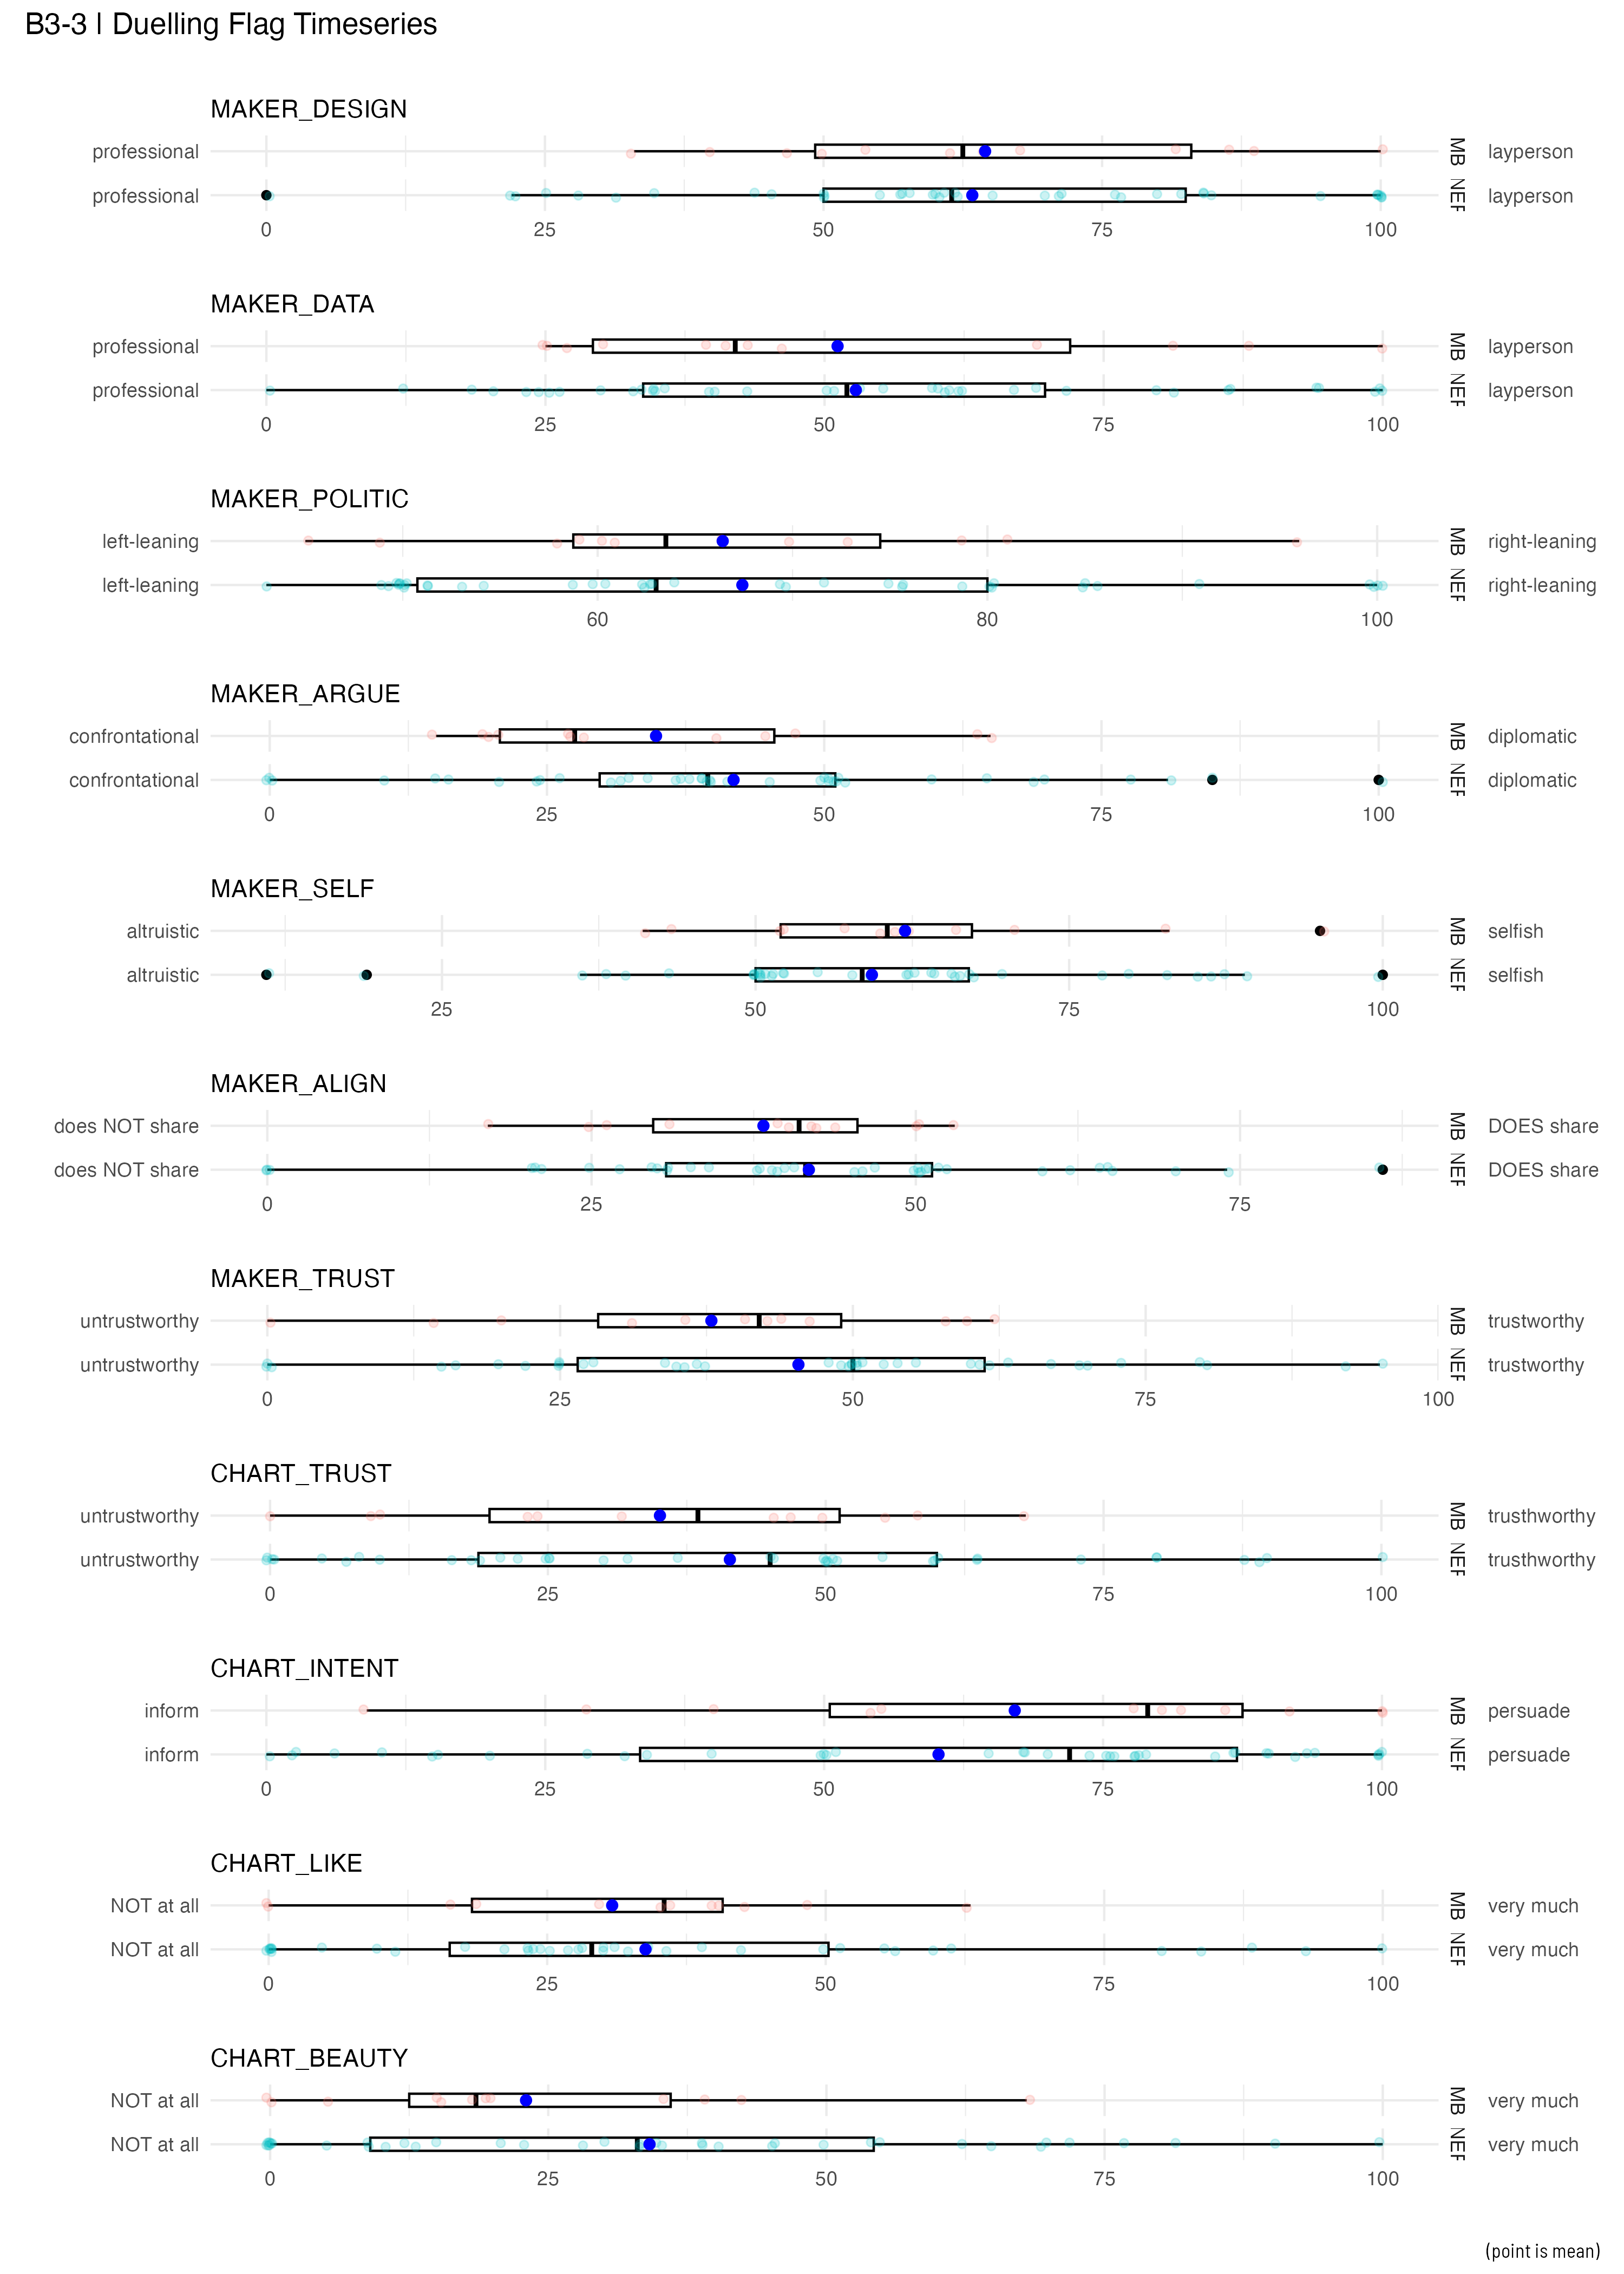 B3-3 | Duelling Flag Timeseries
MAKER_DESIGN
professional MB layperson
professional NEF layperson
0 25 50 75 100
MAKER_DATA
professional MB layperson
professional NEF layperson
0 25 50 75 100
MAKER_POLITIC
left-leaning MB right-leaning
left-leaning NEF right-leaning
60 80 100
MAKER_ARGUE
confrontational MB diplomatic
confrontational NEF diplomatic
0 25 50 75 100
MAKER_SELF
altruistic MB selfish
altruistic NEF selfish
25 50 75 100
MAKER_ALIGN
does NOT share MB DOES share
does NOT share NEF DOES share
0 25 50 75
MAKER_TRUST
untrustworthy MB trustworthy
untrustworthy NEF trustworthy
0 25 50 75 100
CHART_TRUST
untrustworthy MB trusthworthy
untrustworthy NEF trusthworthy
0 25 50 75 100
CHART_INTENT
inform MB persuade
inform NEF persuade
0 25 50 75 100
CHART_LIKE
NOT at all MB very much
NOT at all NEF very much
0 25 50 75 100
CHART_BEAUTY
NOT at all MB very much
NOT at all NEF very much
0 25 50 75 100
(point is mean)